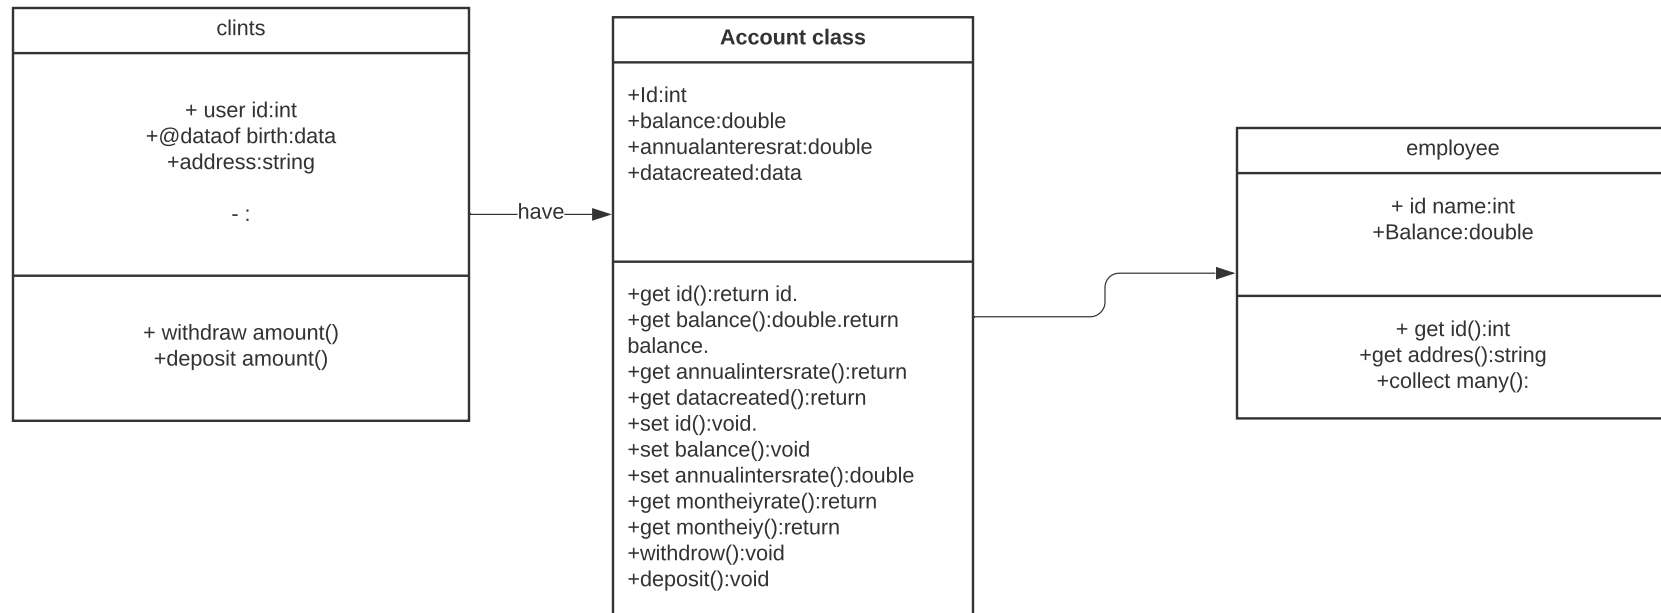 clints
+ user id:int
+@dataof birth:data
+address:string
- :
+ withdraw amount()
+deposit amount()
have
Account class
+Id:int
+balance:double
+annualanteresrat:double
+datacreated:data
+get id():return id.
+get balance():double.return
balance.
+get annualintersrate():return
+get datacreated():return
+set id():void.
+set balance():void
+set annualintersrate():double
+get montheiyrate():return
+get montheiy():return
+withdrow():void
+deposit():void
employee
+ id name:int
+Balance:double
+ get id():int
+get addres():string
+collect many():